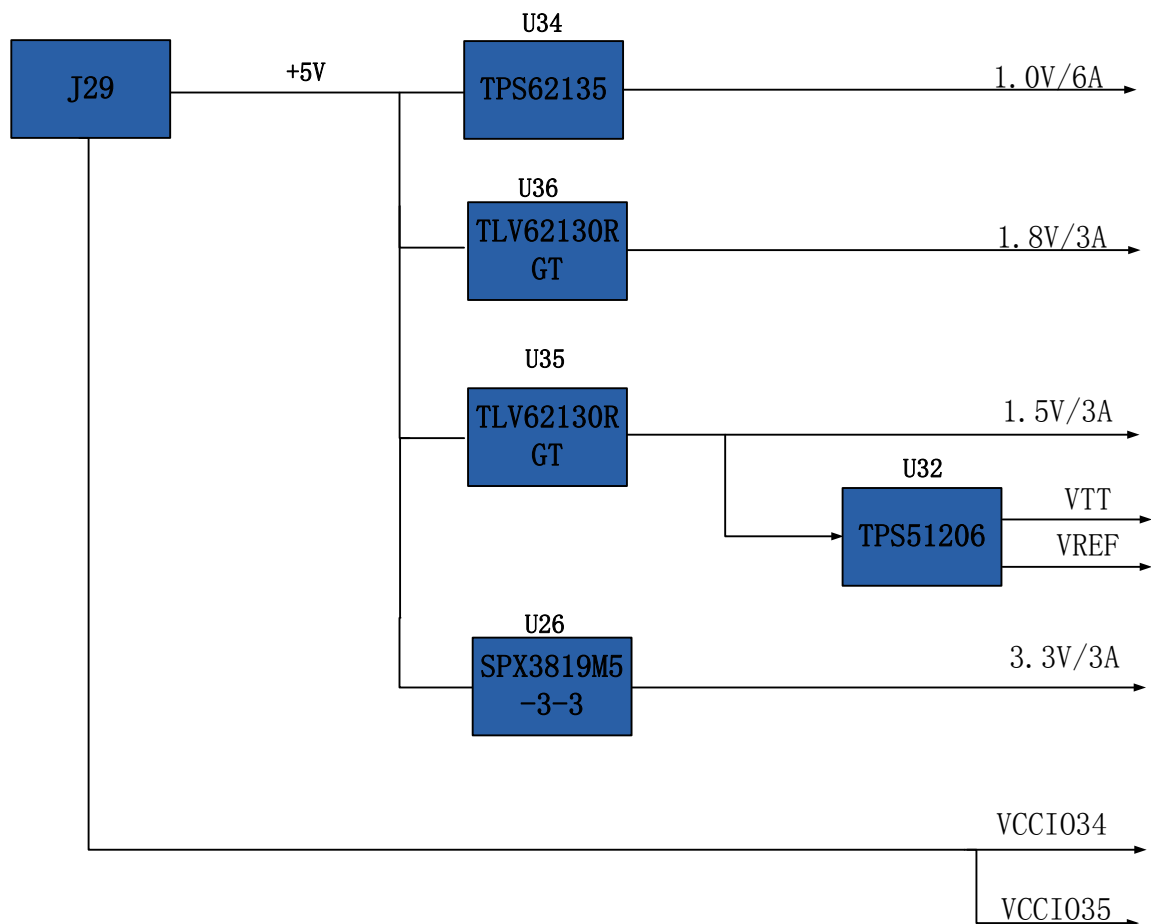 U34
J29
+5V
TPS62135
1.0V/6A
U36
TLV62130R
GT
1.8V/3A
U35
TLV62130R
GT
1.5V/3A
U32
TPS51206
VTT
VREF
U26
SPX3819M5
-3-3
3.3V/3A
VCCIO34
VCCIO35